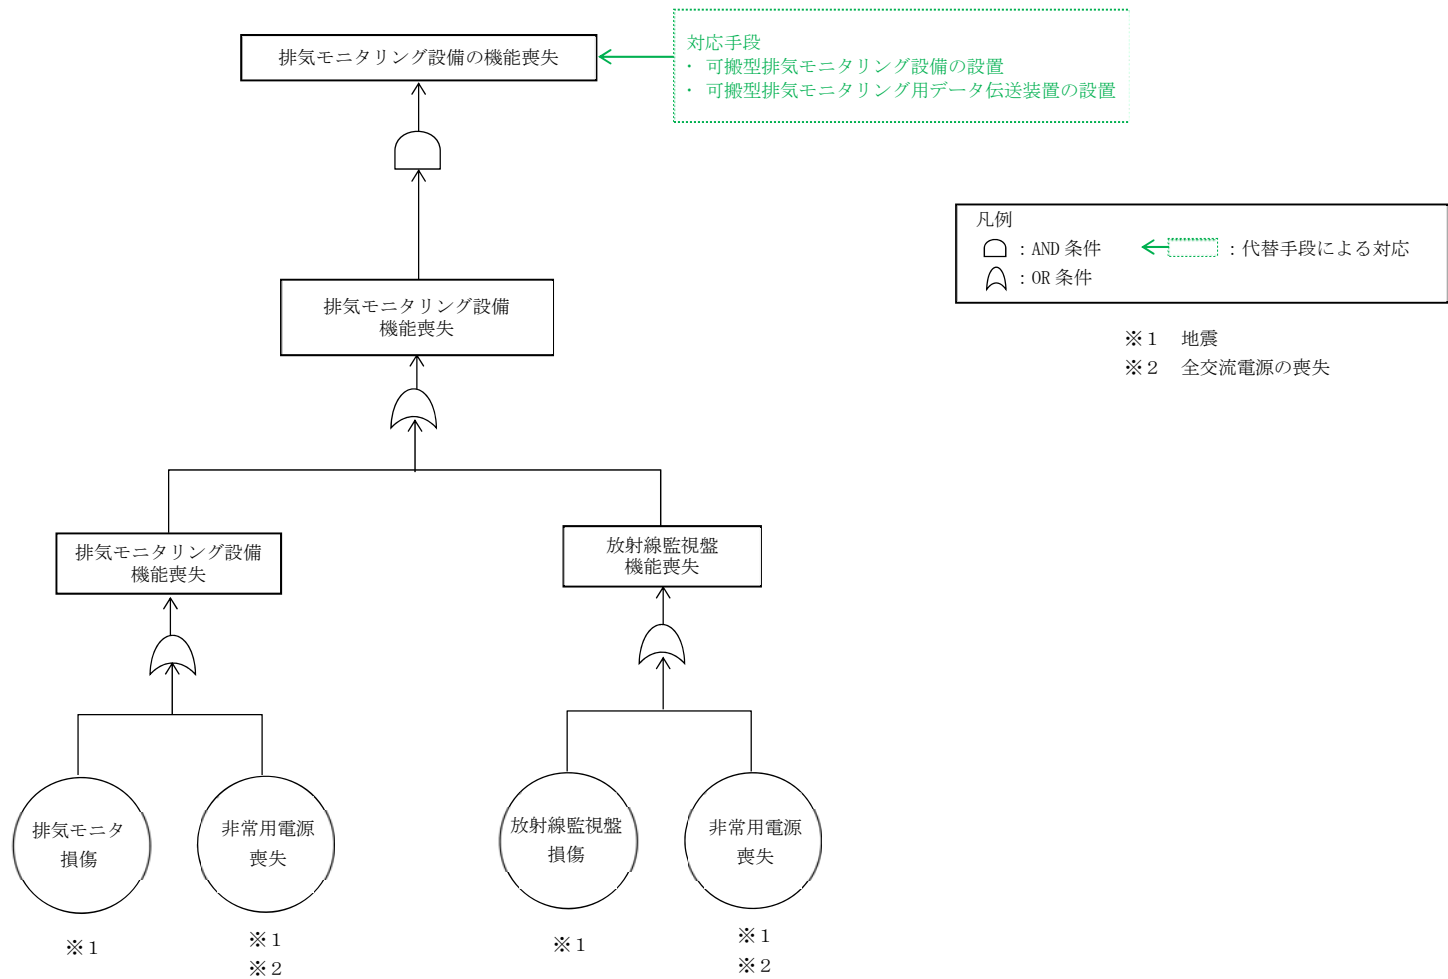 排気モニタリング設備の機能喪失
対応手段
・ 可搬型排気モニタリング設備の設置
・ 可搬型排気モニタリング用データ伝送装置の設置
凡例
：AND 条件
：代替手段による対応
：OR 条件
※１　地震
※２　全交流電源の喪失
排気モニタリング設備
機能喪失
排気モニタリング設備
機能喪失
放射線監視盤
機能喪失
排気モニタ
損傷
非常用電源
喪失
放射線監視盤
損傷
非常用電源
喪失
※１
※１
※２
※１
※１
※２